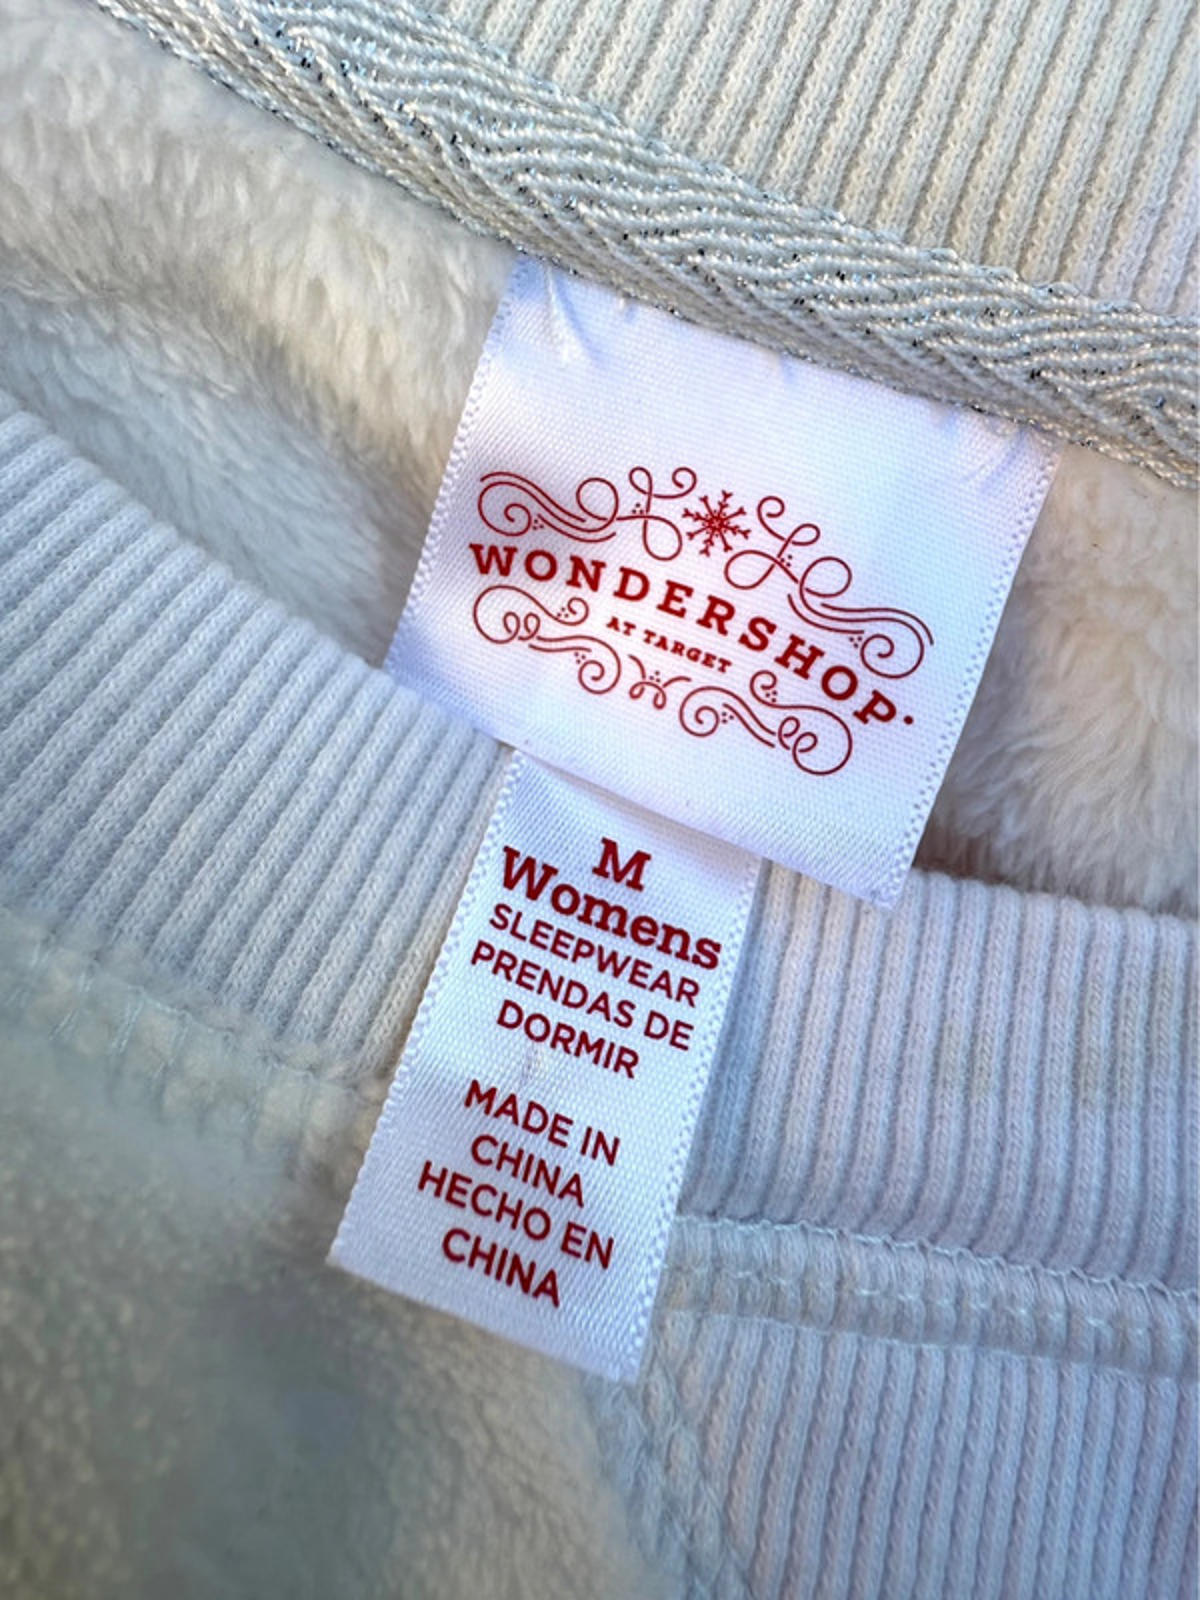 WONDERSHOP
AT TARGET
M
Womens
SLEEPWEAR
PRENDAS DE
DORMIR
MADE IN
CHINA
HECHO EN
CHINA